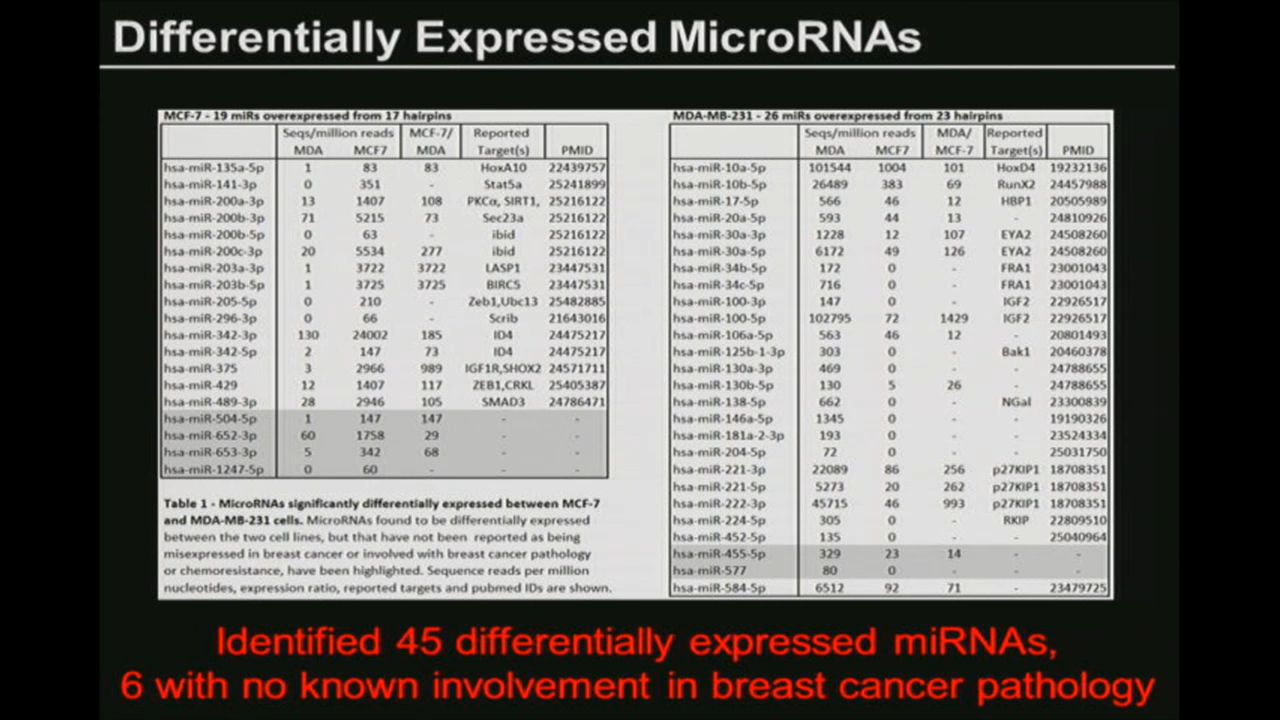 Differentially Expressed MicroRNAs
MCF-7 - 19 miRs overexpressed from 17 hairpins
Seqs/million reads MCF-7/ Reported
MDA MCF7 MDA Target(s) PMID
hsa-miR-135a-5p 1 83 83 HoxA10 22439757
hsa-miR-141-3p 0 351 - Stat5a 25241899
hsa-miR-200a-3p 13 1407 108 PKCα, SIRT1, 25216122
hsa-miR-200b-3p 71 5215 73 Sec23a 25216122
hsa-miR-200b-5p 0 63 - ibid 25216122
hsa-miR-200c-3p 20 5534 277 ibid 25216122
hsa-miR-203a-3p 1 3722 3722 LASP1 23447531
hsa-miR-203b-5p 1 3725 3725 BIRC5 23447531
hsa-miR-205-5p 0 210 - Zeb1,Ubc13 25482885
hsa-miR-296-3p 0 66 - Scrib 21643016
hsa-miR-342-3p 130 24002 185 ID4 24475217
hsa-miR-342-5p 2 147 73 ID4 24475217
hsa-miR-375 3 2966 989 IGF1R,SHOX2 24571711
hsa-miR-429 12 1407 117 ZEB1,CRKL 25405387
hsa-miR-489-3p 28 2946 105 SMAD3 24786471
hsa-miR-504-5p 1 147 147 - -
hsa-miR-652-3p 60 1758 29 - -
hsa-miR-653-3p 5 342 68 - -
hsa-miR-1247-5p 0 60 - - -
Table 1 - MicroRNAs significantly differentially expressed between MCF-7
and MDA-MB-231 cells. MicroRNAs found to be differentially expressed
between the two cell lines, but that have not been reported as being
misexpressed in breast cancer or involved with breast cancer pathology
or chemoresistance, have been highlighted. Sequence reads per million
nucleotides, expression ratio, reported targets and pubmed IDs are shown.
MDA-MB-231 - 26 miRs overexpressed from 23 hairpins
Seqs/million reads MDA/ Reported
MDA MCF7 MCF-7 Target(s) PMID
hsa-miR-10a-5p 101544 1004 101 HoxD4 19232136
hsa-miR-10b-5p 26489 383 69 RunX2 24457988
hsa-miR-17-5p 566 46 12 HBP1 20505989
hsa-miR-20a-5p 593 44 13 - 24810926
hsa-miR-30a-3p 1228 12 107 EYA2 24508260
hsa-miR-30a-5p 6172 49 126 EYA2 24508260
hsa-miR-34b-5p 172 0 - FRA1 23001043
hsa-miR-34c-5p 716 0 - FRA1 23001043
hsa-miR-100-3p 147 0 - IGF2 22926517
hsa-miR-100-5p 102795 72 1429 IGF2 22926517
hsa-miR-106a-5p 563 46 12 - 20801493
hsa-miR-125b-1-3p 303 0 - Bak1 20460378
hsa-miR-130a-3p 469 0 - 24788655
hsa-miR-130b-5p 130 5 26 - 24788655
hsa-miR-138-5p 662 0 - NGal 23300839
hsa-miR-146a-5p 1345 0 - 19190326
hsa-miR-181a-2-3p 193 0 - 23524334
hsa-miR-204-5p 72 0 - 25031750
hsa-miR-221-3p 22089 86 256 p27KIP1 18708351
hsa-miR-221-5p 5273 20 262 p27KIP1 18708351
hsa-miR-222-3p 45715 46 993 p27KIP1 18708351
hsa-miR-224-5p 305 0 - RKIP 22809510
hsa-miR-452-5p 135 0 - - 25040964
hsa-miR-455-5p 329 23 14 - -
hsa-miR-577 80 0 - - -
hsa-miR-584-5p 6512 92 71 - 23479725
Identified 45 differentially expressed miRNAs,
6 with no known involvement in breast cancer pathology